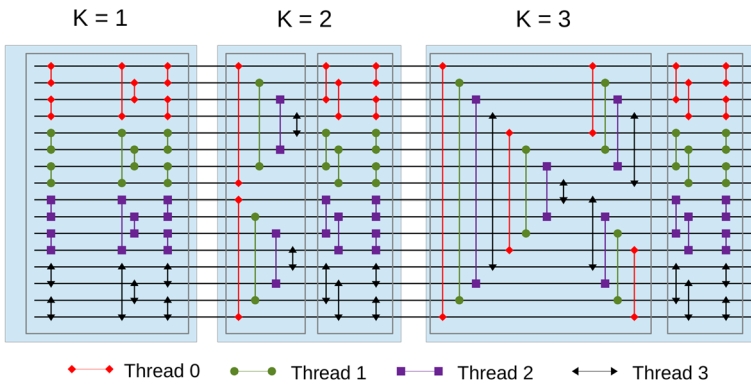 K = 1 K = 2 K = 3
Thread 0 Thread 1 Thread 2 Thread 3